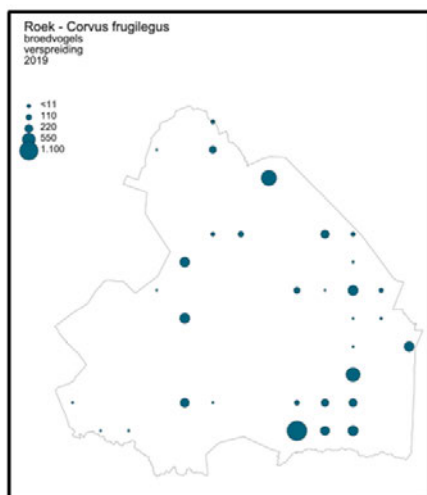 Roek - Corvus frugilegus
broedvogels
verspreiding
2019
<11
110
220
550
1.100